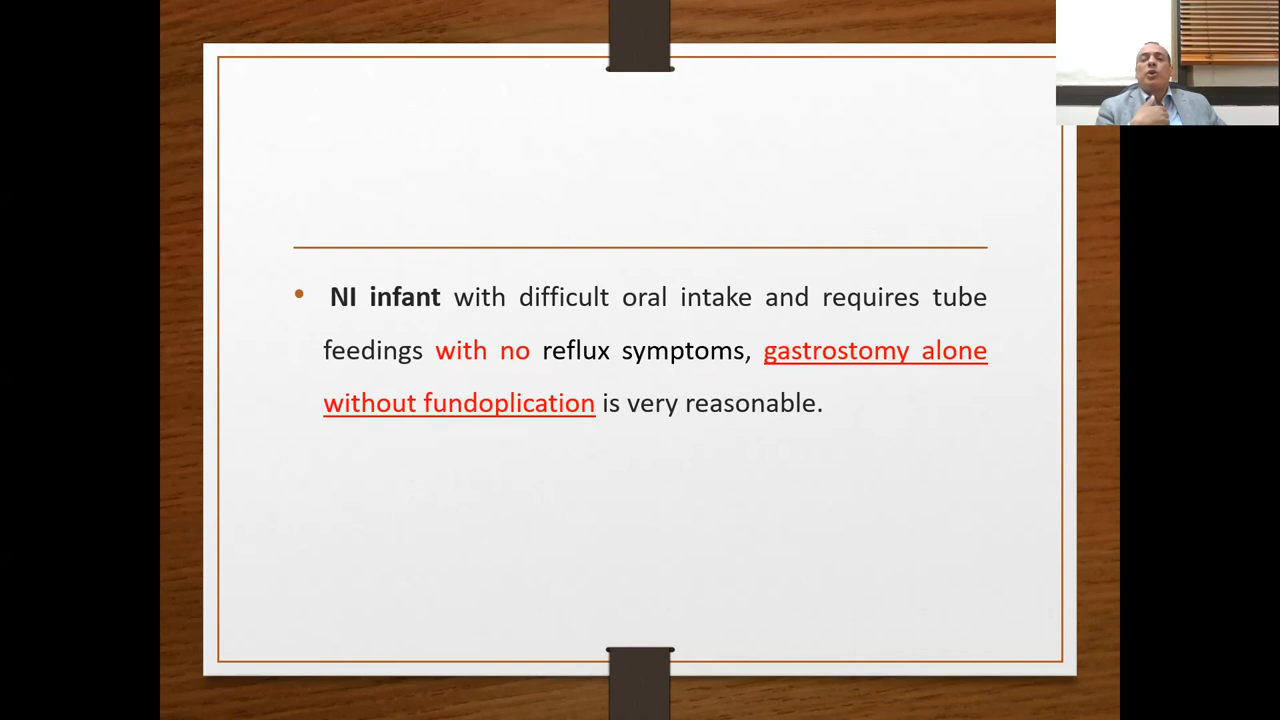 • NI infant with difficult oral intake and requires tube
feedings with no reflux symptoms, gastrostomy alone
without fundoplication is very reasonable.